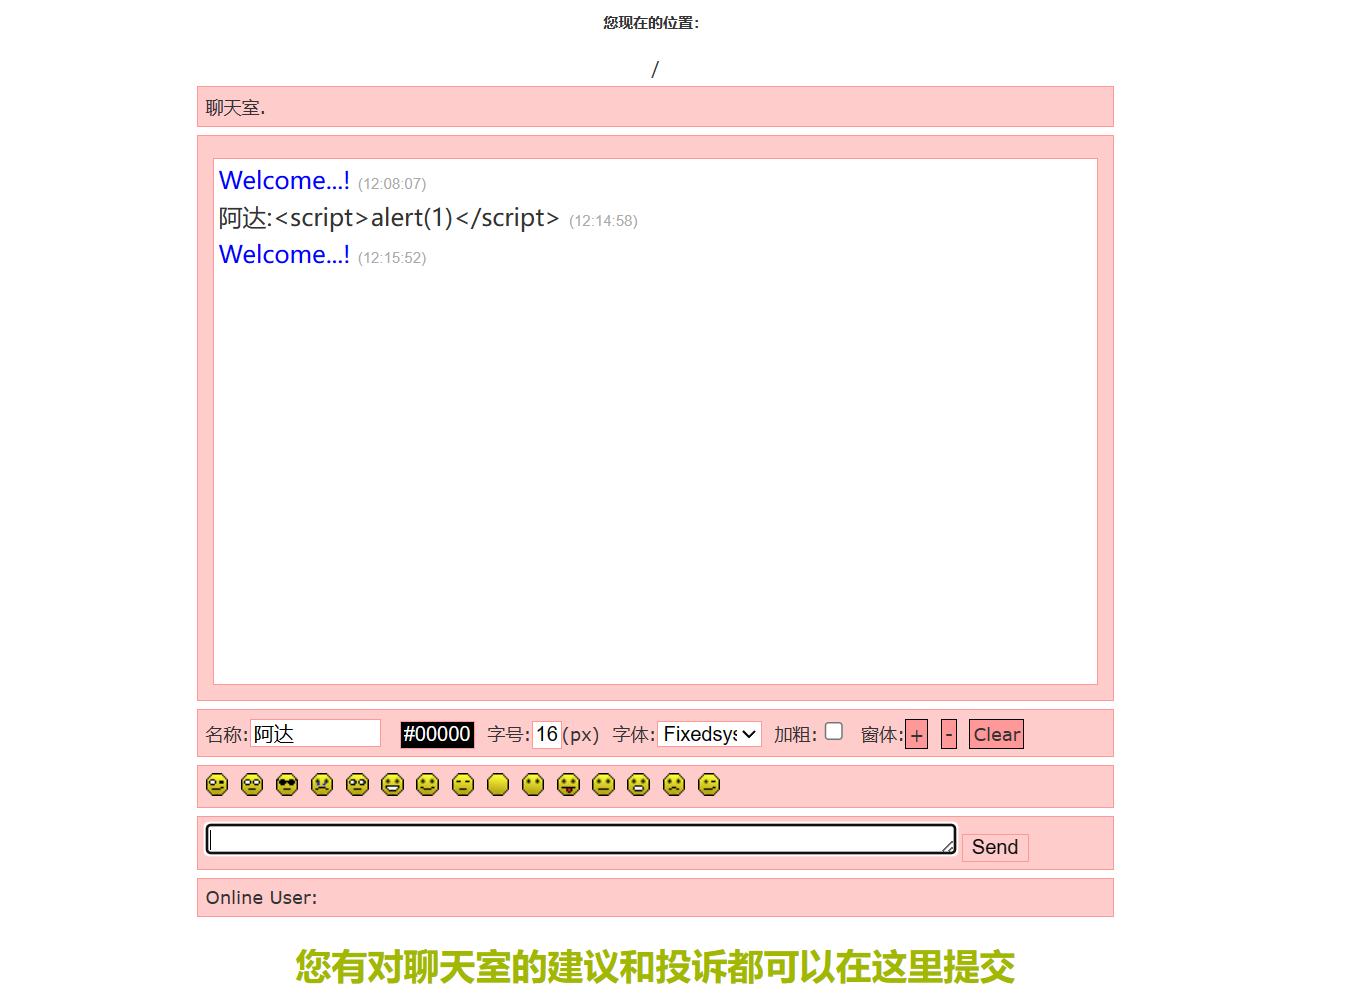 您现在的位置：
/
聊天室.
Welcome...! (12:08:07)
阿达:<script>alert(1)</script> (12:14:58)
Welcome...! (12:15:52)
名称: 阿达 #00000 字号: 16 (px) 字体: Fixedsys 加粗: 窗体: + - Clear
Send
Online User:
您有对聊天室的建议和投诉都可以在这里提交